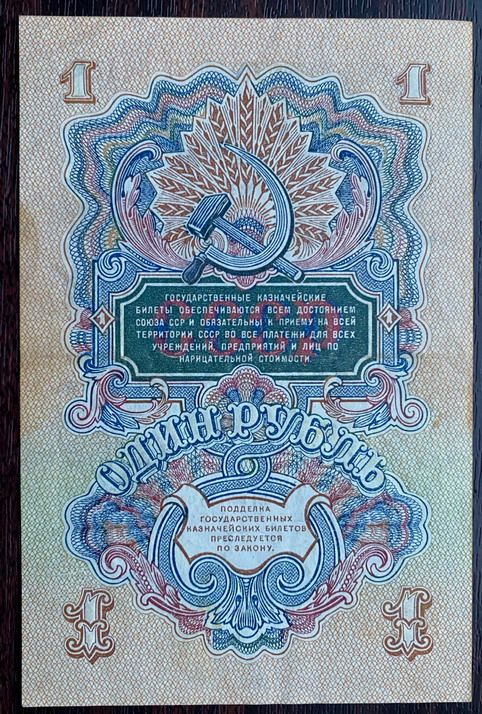 1 1
ГОСУДАРСТВЕННЫЕ КАЗНАЧЕЙСКИЕ
БИЛЕТЫ ОБЕСПЕЧИВАЮТСЯ ВСЕМ ДОСТОЯНИЕМ
СОЮЗА ССР И ОБЯЗАТЕЛЬНЫ К ПРИЕМУ НА ВСЕЙ
ТЕРРИТОРИИ СССР ВО ВСЕ ПЛАТЕЖИ ДЛЯ ВСЕХ
УЧРЕЖДЕНИЙ, ПРЕДПРИЯТИЙ И ЛИЦ ПО
НАРИЦАТЕЛЬНОЙ СТОИМОСТИ.
1 1
ОДИН РУБЛЬ
ПОДДЕЛКА
ГОСУДАРСТВЕННЫХ
КАЗНАЧЕЙСКИХ БИЛЕТОВ
ПРЕСЛЕДУЕТСЯ
ПО ЗАКОНУ.
1 1